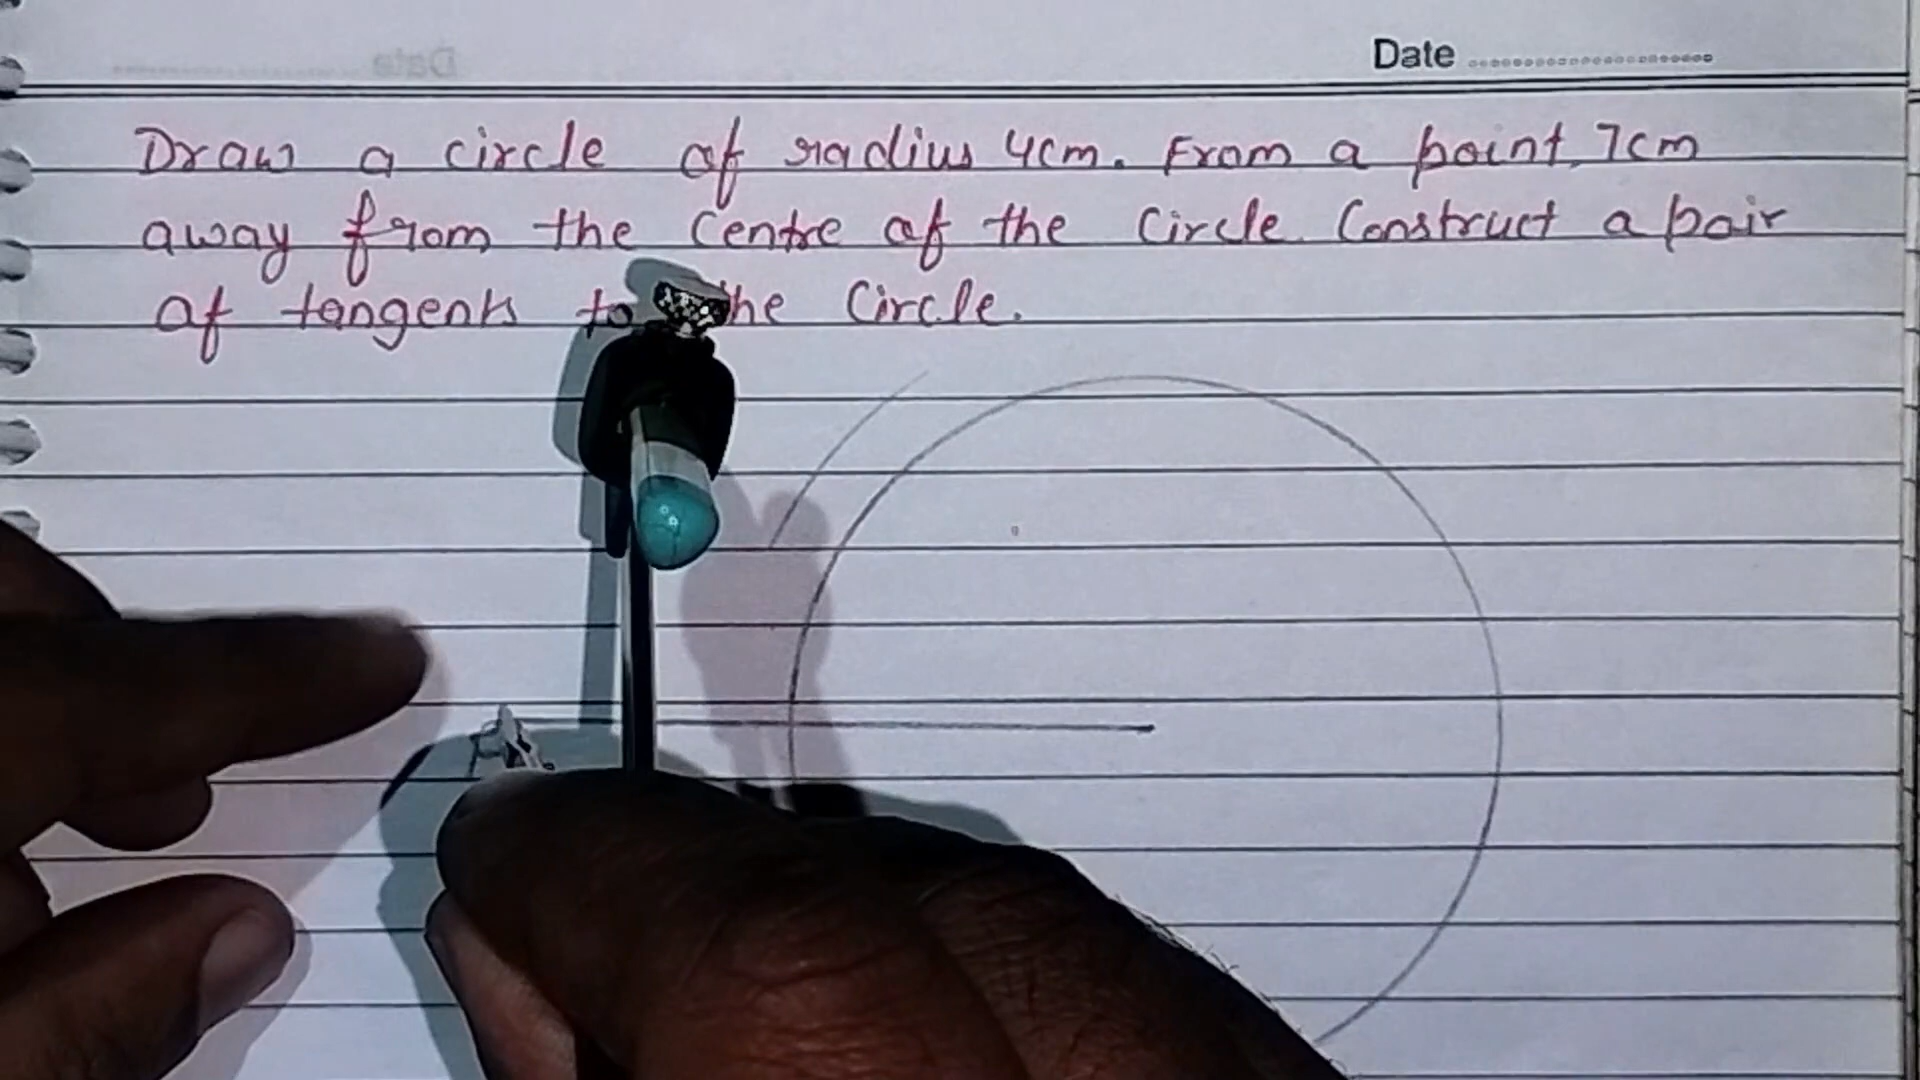 Date
Draw a circle of radius 4cm. From a point 7cm
away from the centre of the circle. Construct a pair
of tangents to the circle.